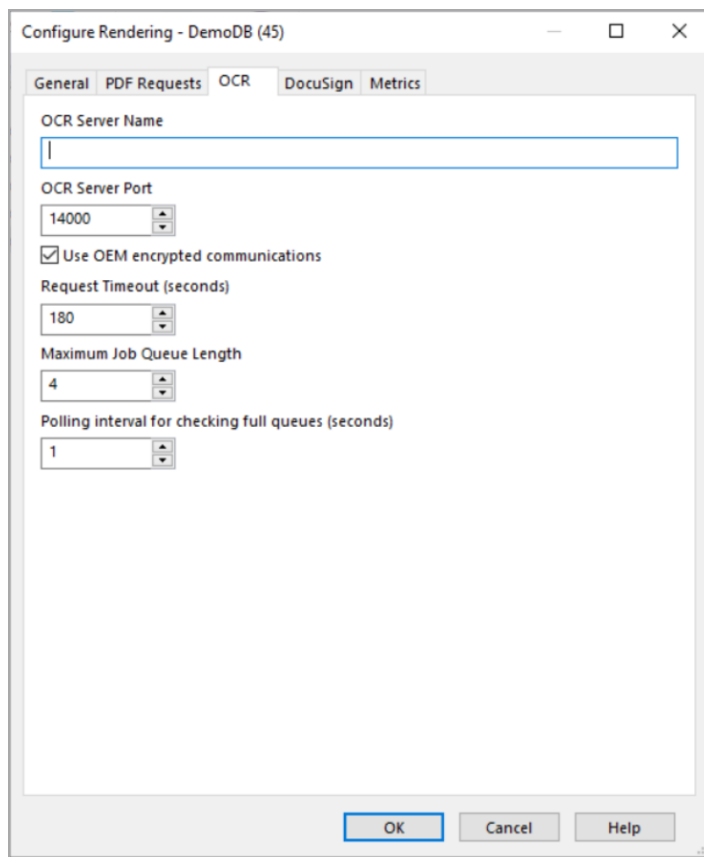 Configure Rendering - DemoDB (45)
General PDF Requests OCR DocuSign Metrics
OCR Server Name
OCR Server Port
14000
Use OEM encrypted communications
Request Timeout (seconds)
180
Maximum Job Queue Length
4
Polling interval for checking full queues (seconds)
1
OK Cancel Help